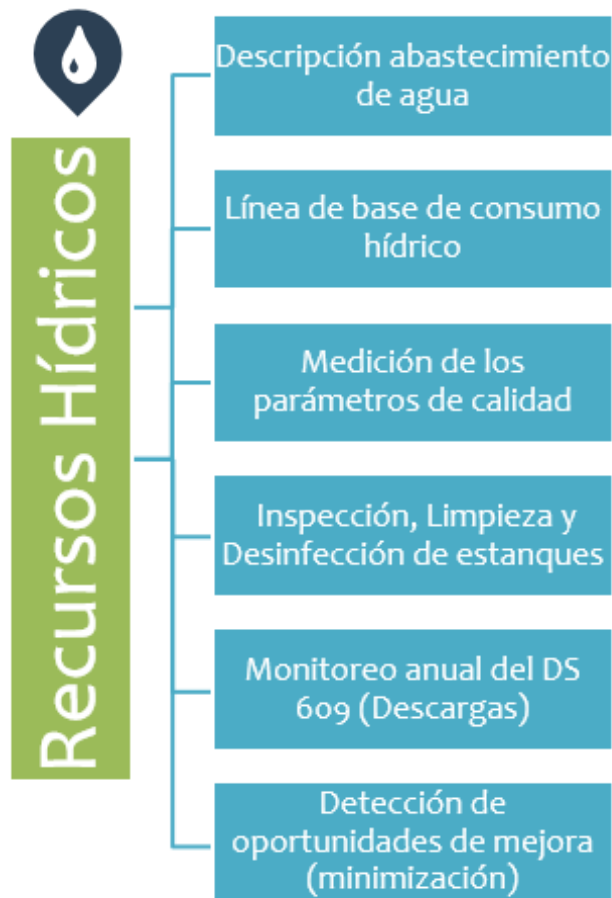 Recursos Hídricos
Descripción abastecimiento
de agua
Línea de base de consumo
hídrico
Medición de los
parámetros de calidad
Inspección, Limpieza y
Desinfección de estanques
Monitoreo anual del DS
609 (Descargas)
Detección de
oportunidades de mejora
(minimización)